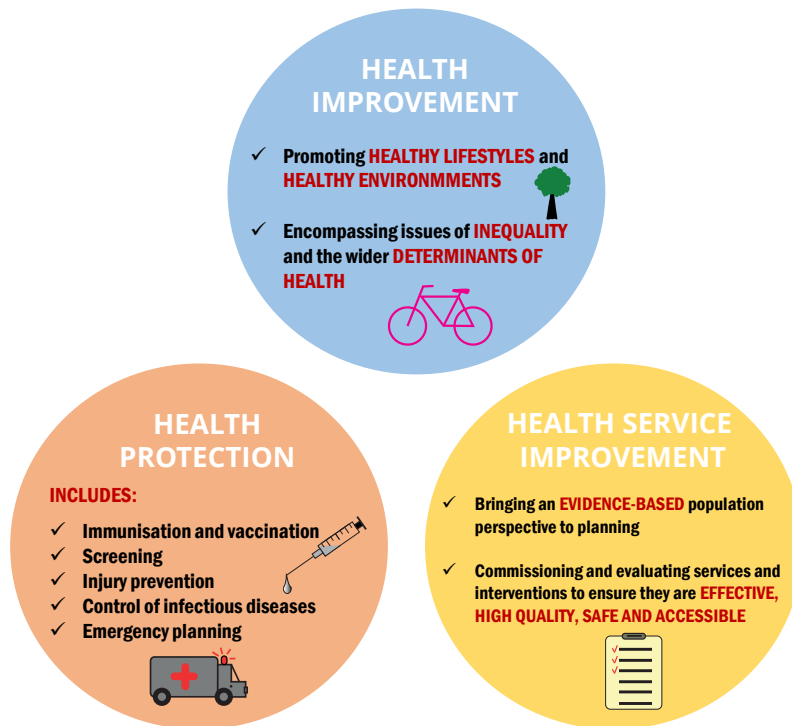 HEALTH
IMPROVEMENT
✓ Promoting HEALTHY LIFESTYLES and
HEALTHY ENVIRONMMENTS
✓ Encompassing issues of INEQUALITY
and the wider DETERMINANTS OF
HEALTH
HEALTH
PROTECTION
INCLUDES:
✓ Immunisation and vaccination
✓ Screening
✓ Injury prevention
✓ Control of infectious diseases
✓ Emergency planning
HEALTH SERVICE
IMPROVEMENT
✓ Bringing an EVIDENCE-BASED population
perspective to planning
✓ Commissioning and evaluating services and
interventions to ensure they are EFFECTIVE,
HIGH QUALITY, SAFE AND ACCESSIBLE